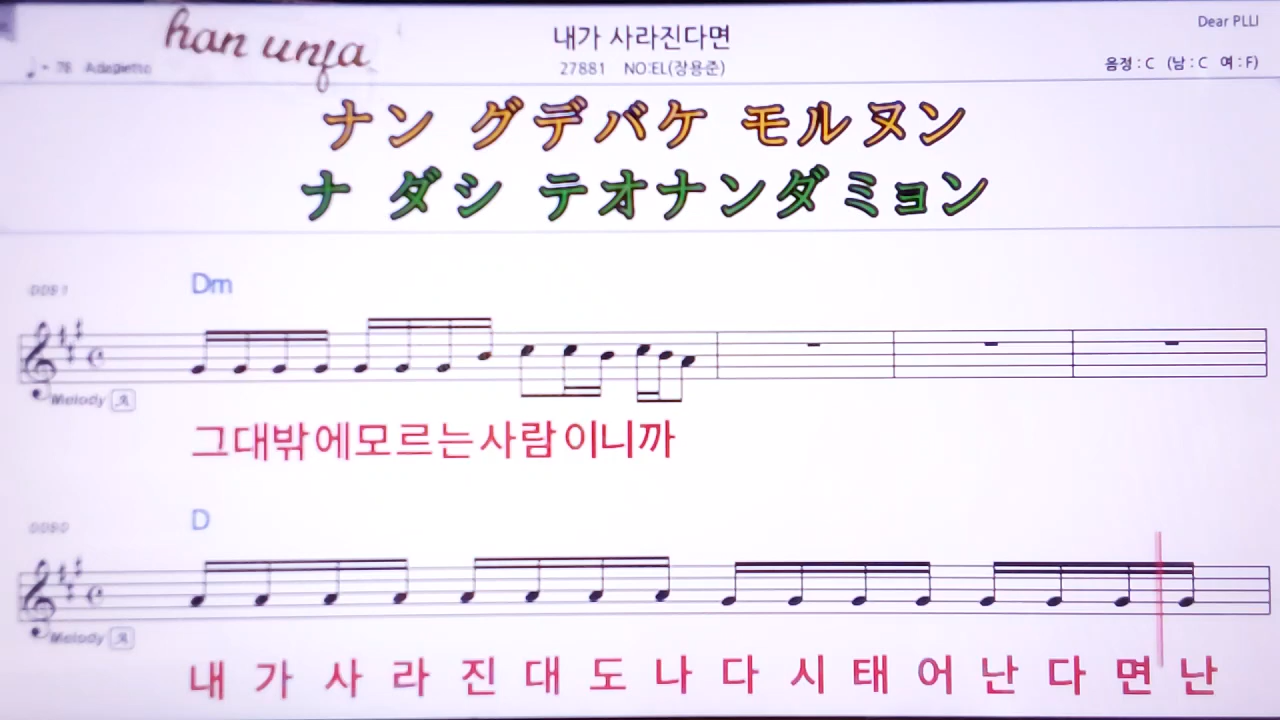 han unfa
내가 사라진다면
Dear PLLI
♩= 78 Adagietto
27881 NO:EL(장용준)
음정 : C (남 : C 여 : F)
ナン グデバケ モルヌン
ナ ダシ テオナンダミョン
Dm
Melody
그대밖에모르는사람이니까
D
Melody
내 가 사 라 진 대 도 나 다 시 태 어 난 다 면 난